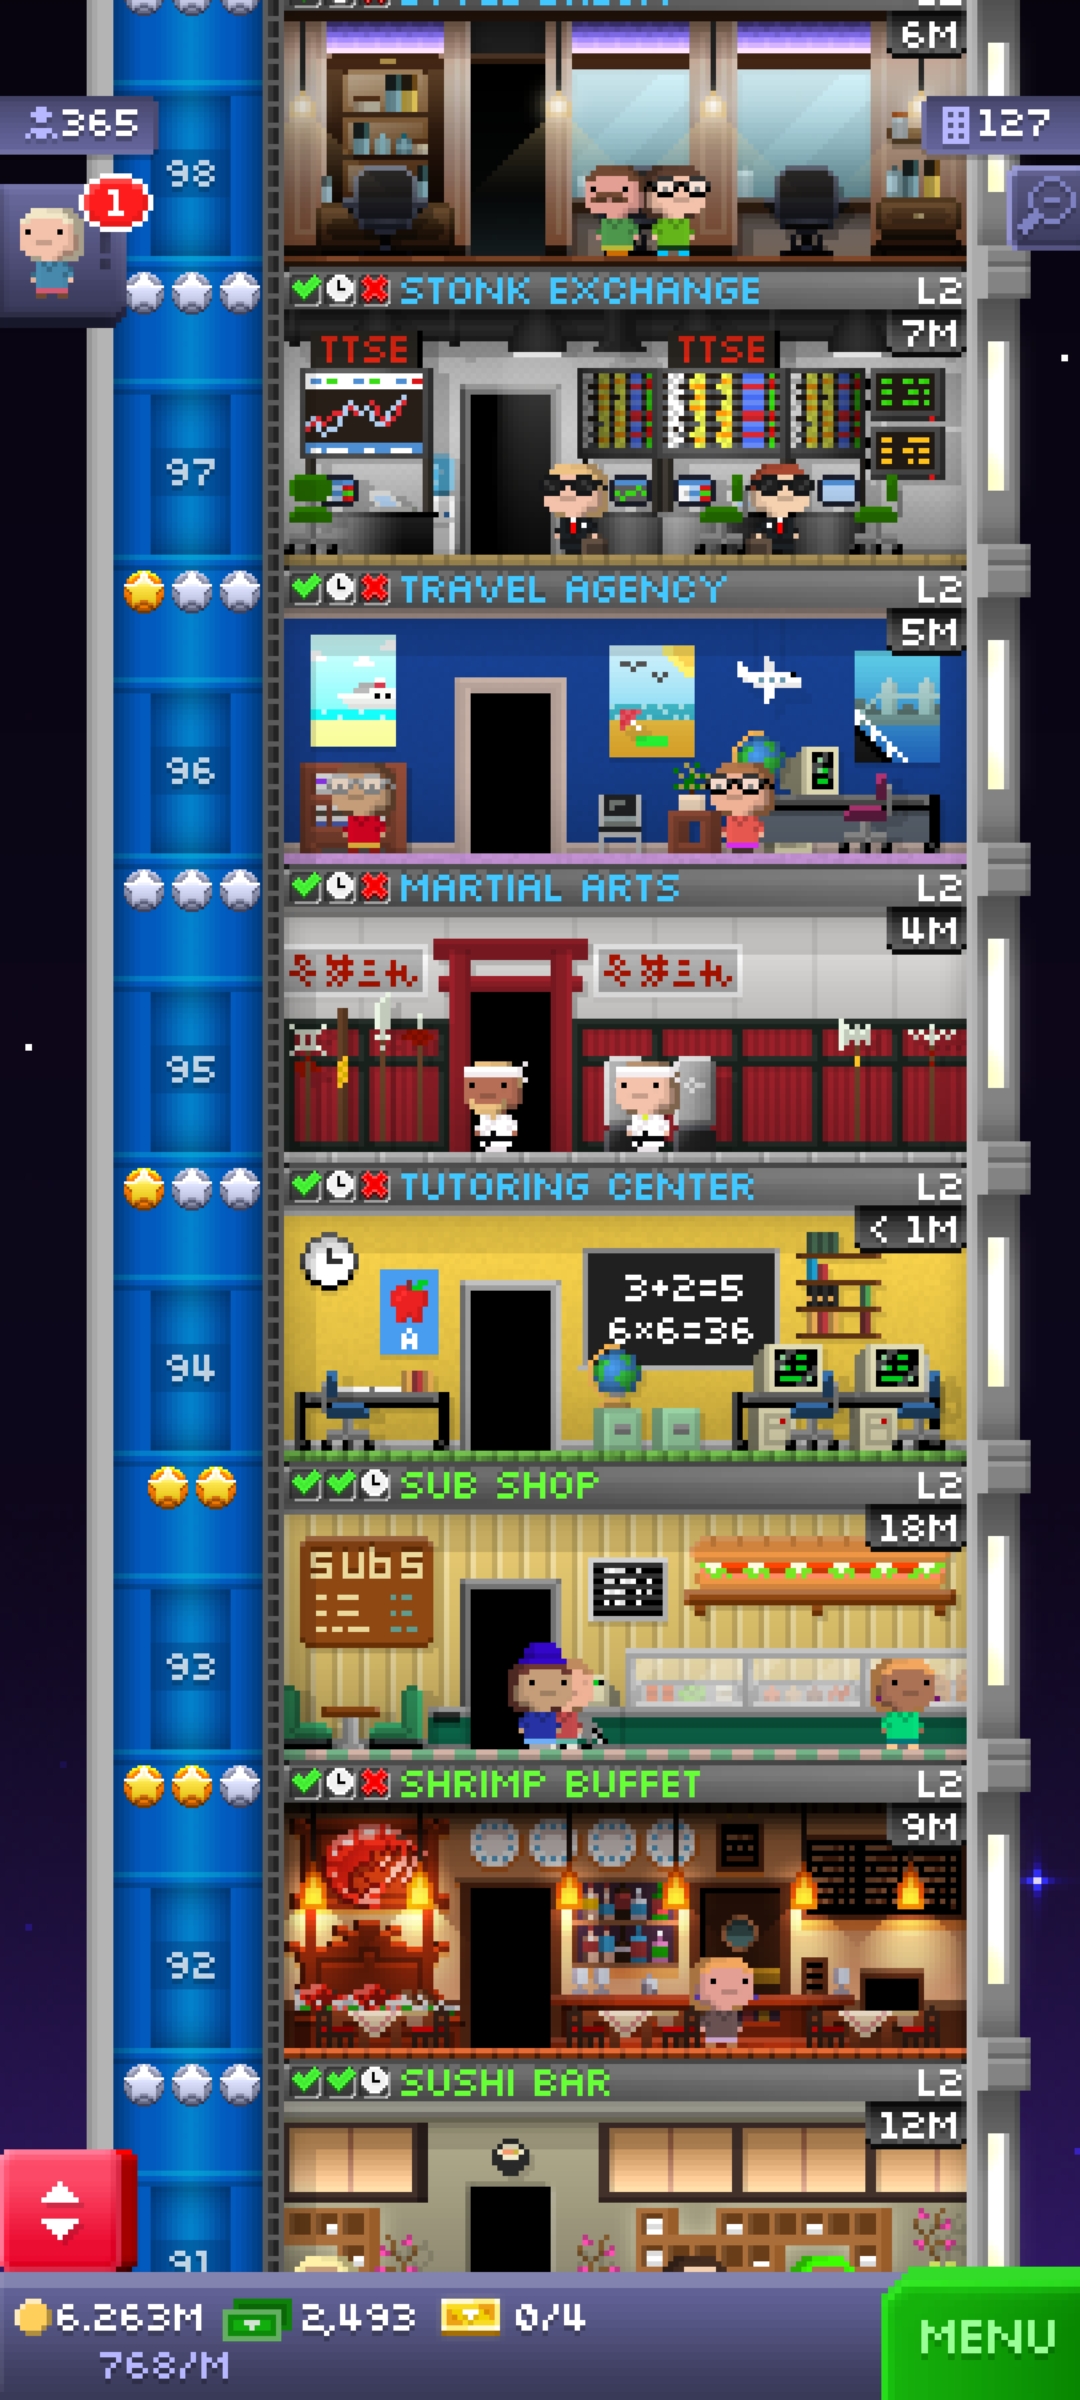 6M
365
127
98
1
STONK EXCHANGE L2
7M
TTSE TTSE
97
TRAVEL AGENCY L2
5M
96
MARTIAL ARTS L2
4M
95
TUTORING CENTER L2
< 1M
3+2=5
A
6×6=36
94
SUB SHOP L2
18M
SUBS
93
SHRIMP BUFFET L2
9M
92
SUSHI BAR L2
12M
91
6.263M 2,493 0/4
768/M
MENU